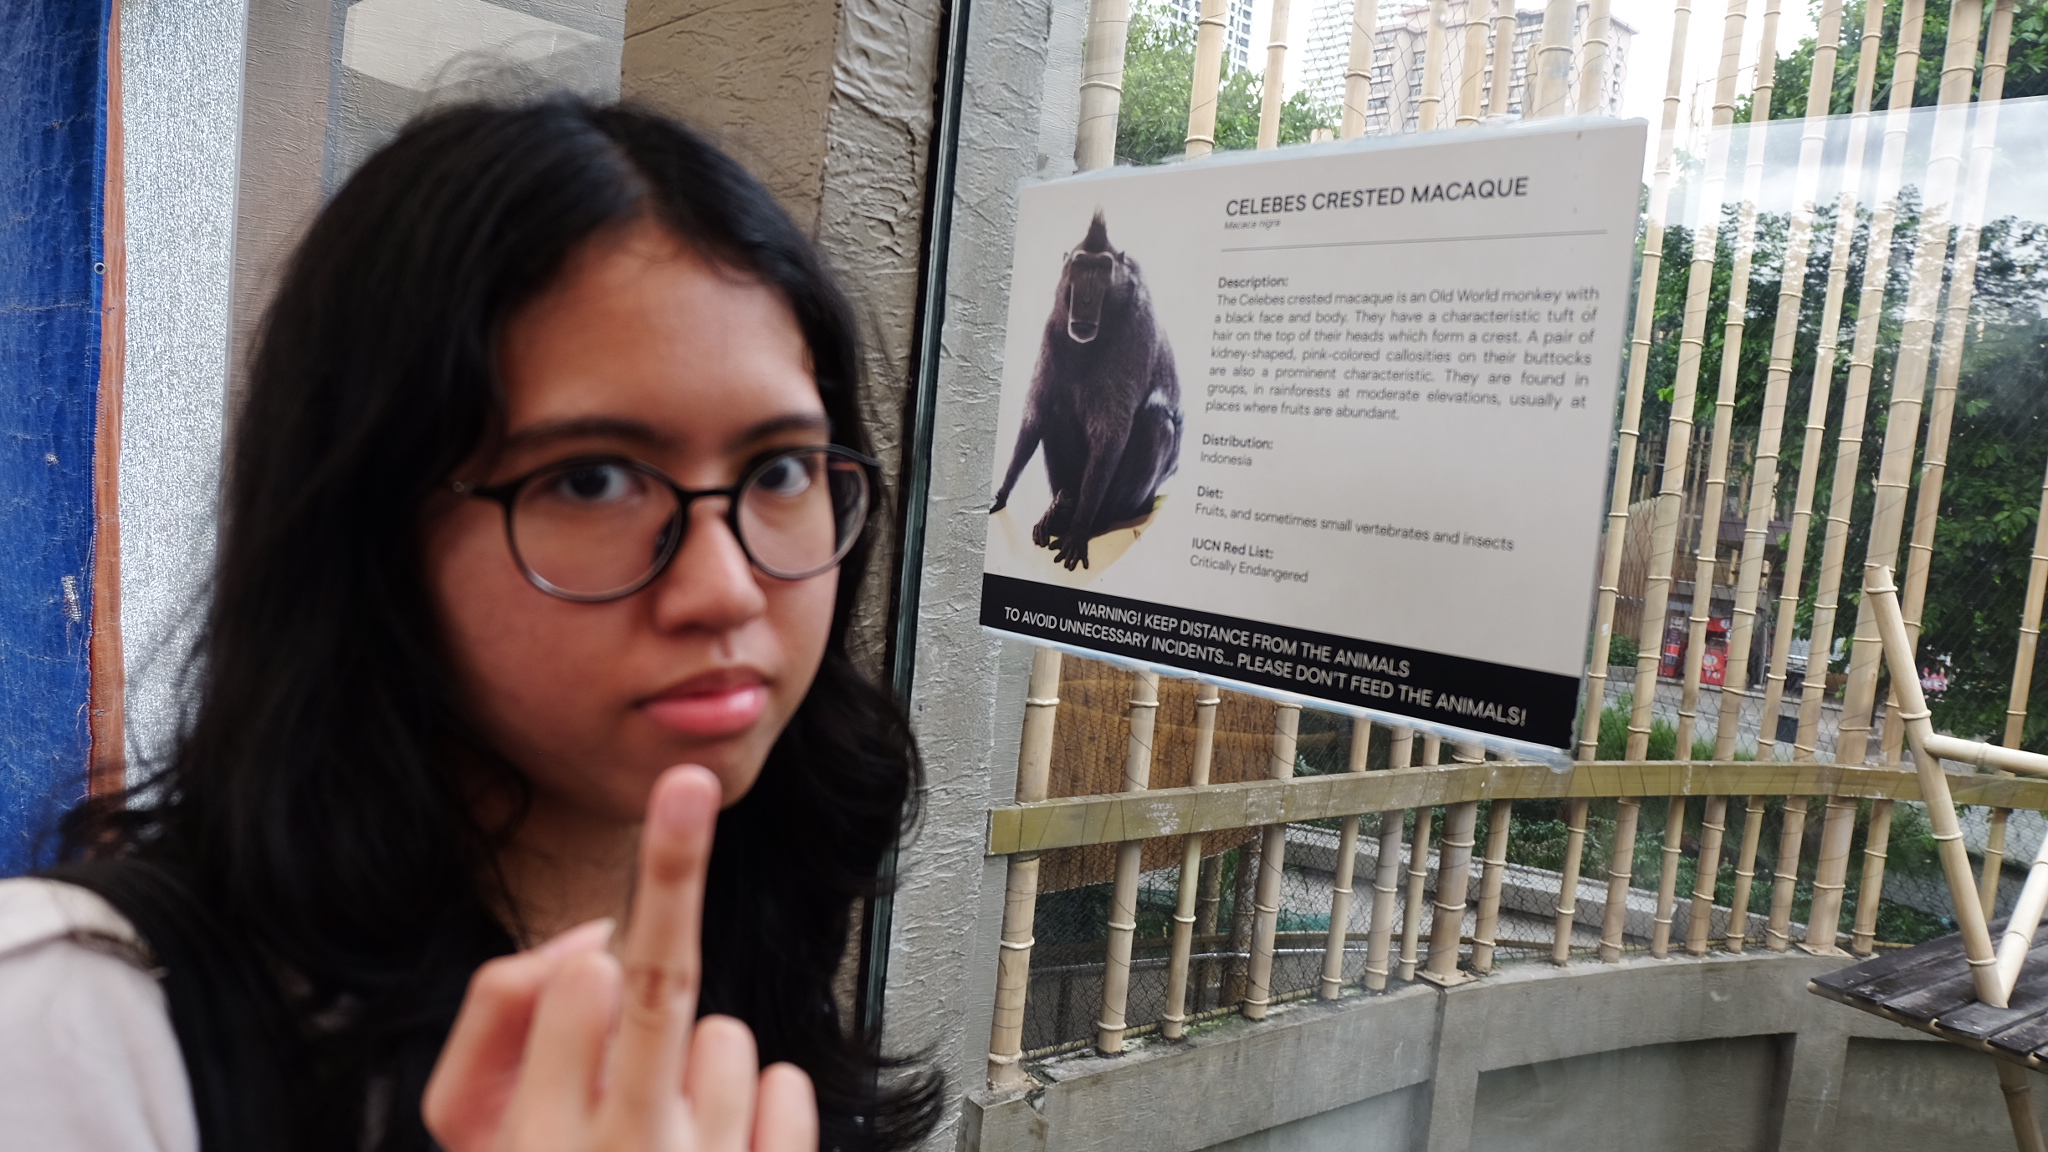 CELEBES CRESTED MACAQUE
Macaca nigra
Description:
The Celebes crested macaque is an Old World monkey with
a black face and body. They have a characteristic tuft of
hair on the top of their heads which form a crest. A pair of
kidney-shaped, pink-colored callosities on their buttocks
are also a prominent characteristic. They are found in
groups, in rainforests at moderate elevations, usually at
places where fruits are abundant.
Distribution:
Indonesia
Diet:
Fruits, and sometimes small vertebrates and insects
IUCN Red List:
Critically Endangered
WARNING! KEEP DISTANCE FROM THE ANIMALS
TO AVOID UNNECESSARY INCIDENTS... PLEASE DON'T FEED THE ANIMALS!